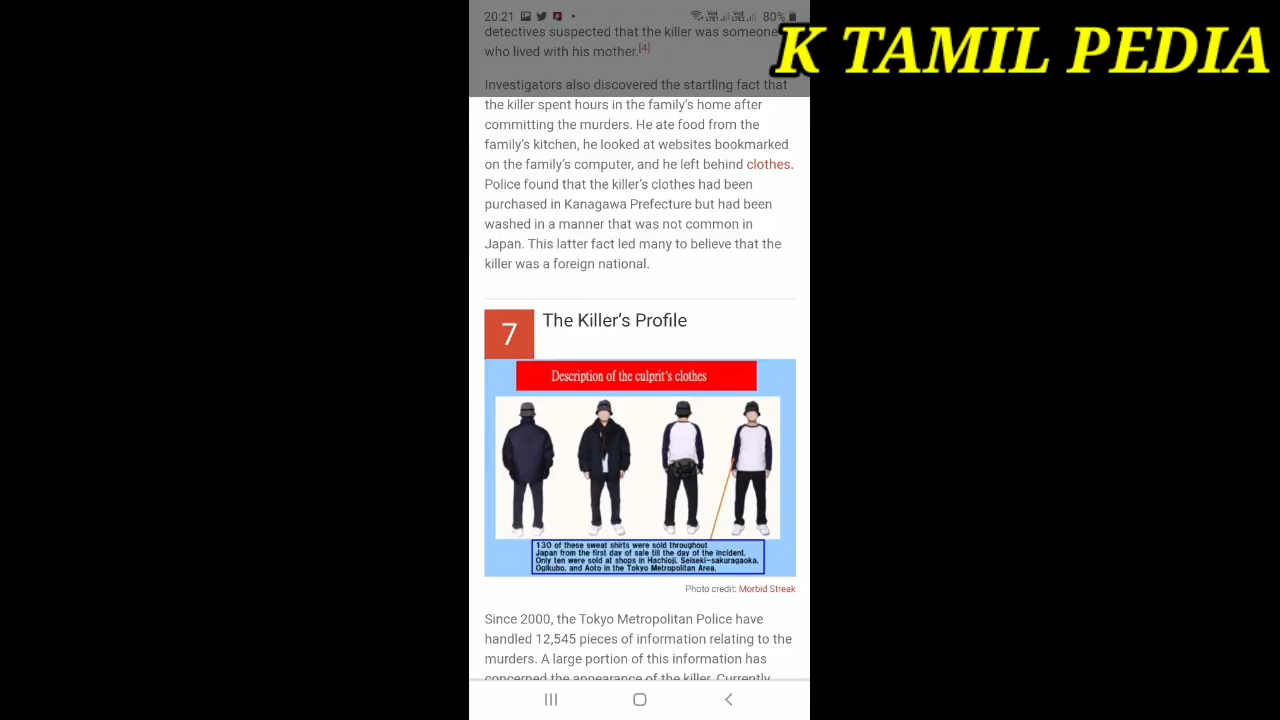 20:21
80%
K TAMIL PEDIA
detectives suspected that the killer was someone
who lived with his mother.[4]
Investigators also discovered the startling fact that
the killer spent hours in the family's home after
committing the murders. He ate food from the
family's kitchen, he looked at websites bookmarked
on the family's computer, and he left behind clothes.
Police found that the killer's clothes had been
purchased in Kanagawa Prefecture but had been
washed in a manner that was not common in
Japan. This latter fact led many to believe that the
killer was a foreign national.
7
The Killer's Profile
Description of the culprit's clothes
130 of these sweat shirts were sold throughout
Japan from the first day of sale till the day of the incident.
Only ten were sold at shops in Hachioji, Seiseki-sakuragaoka,
Ogikubo, and Aoto in the Tokyo Metropolitan Area.
Photo credit: Morbid Streak
Since 2000, the Tokyo Metropolitan Police have
handled 12,545 pieces of information relating to the
murders. A large portion of this information has
concerned the appearance of the killer. Currently